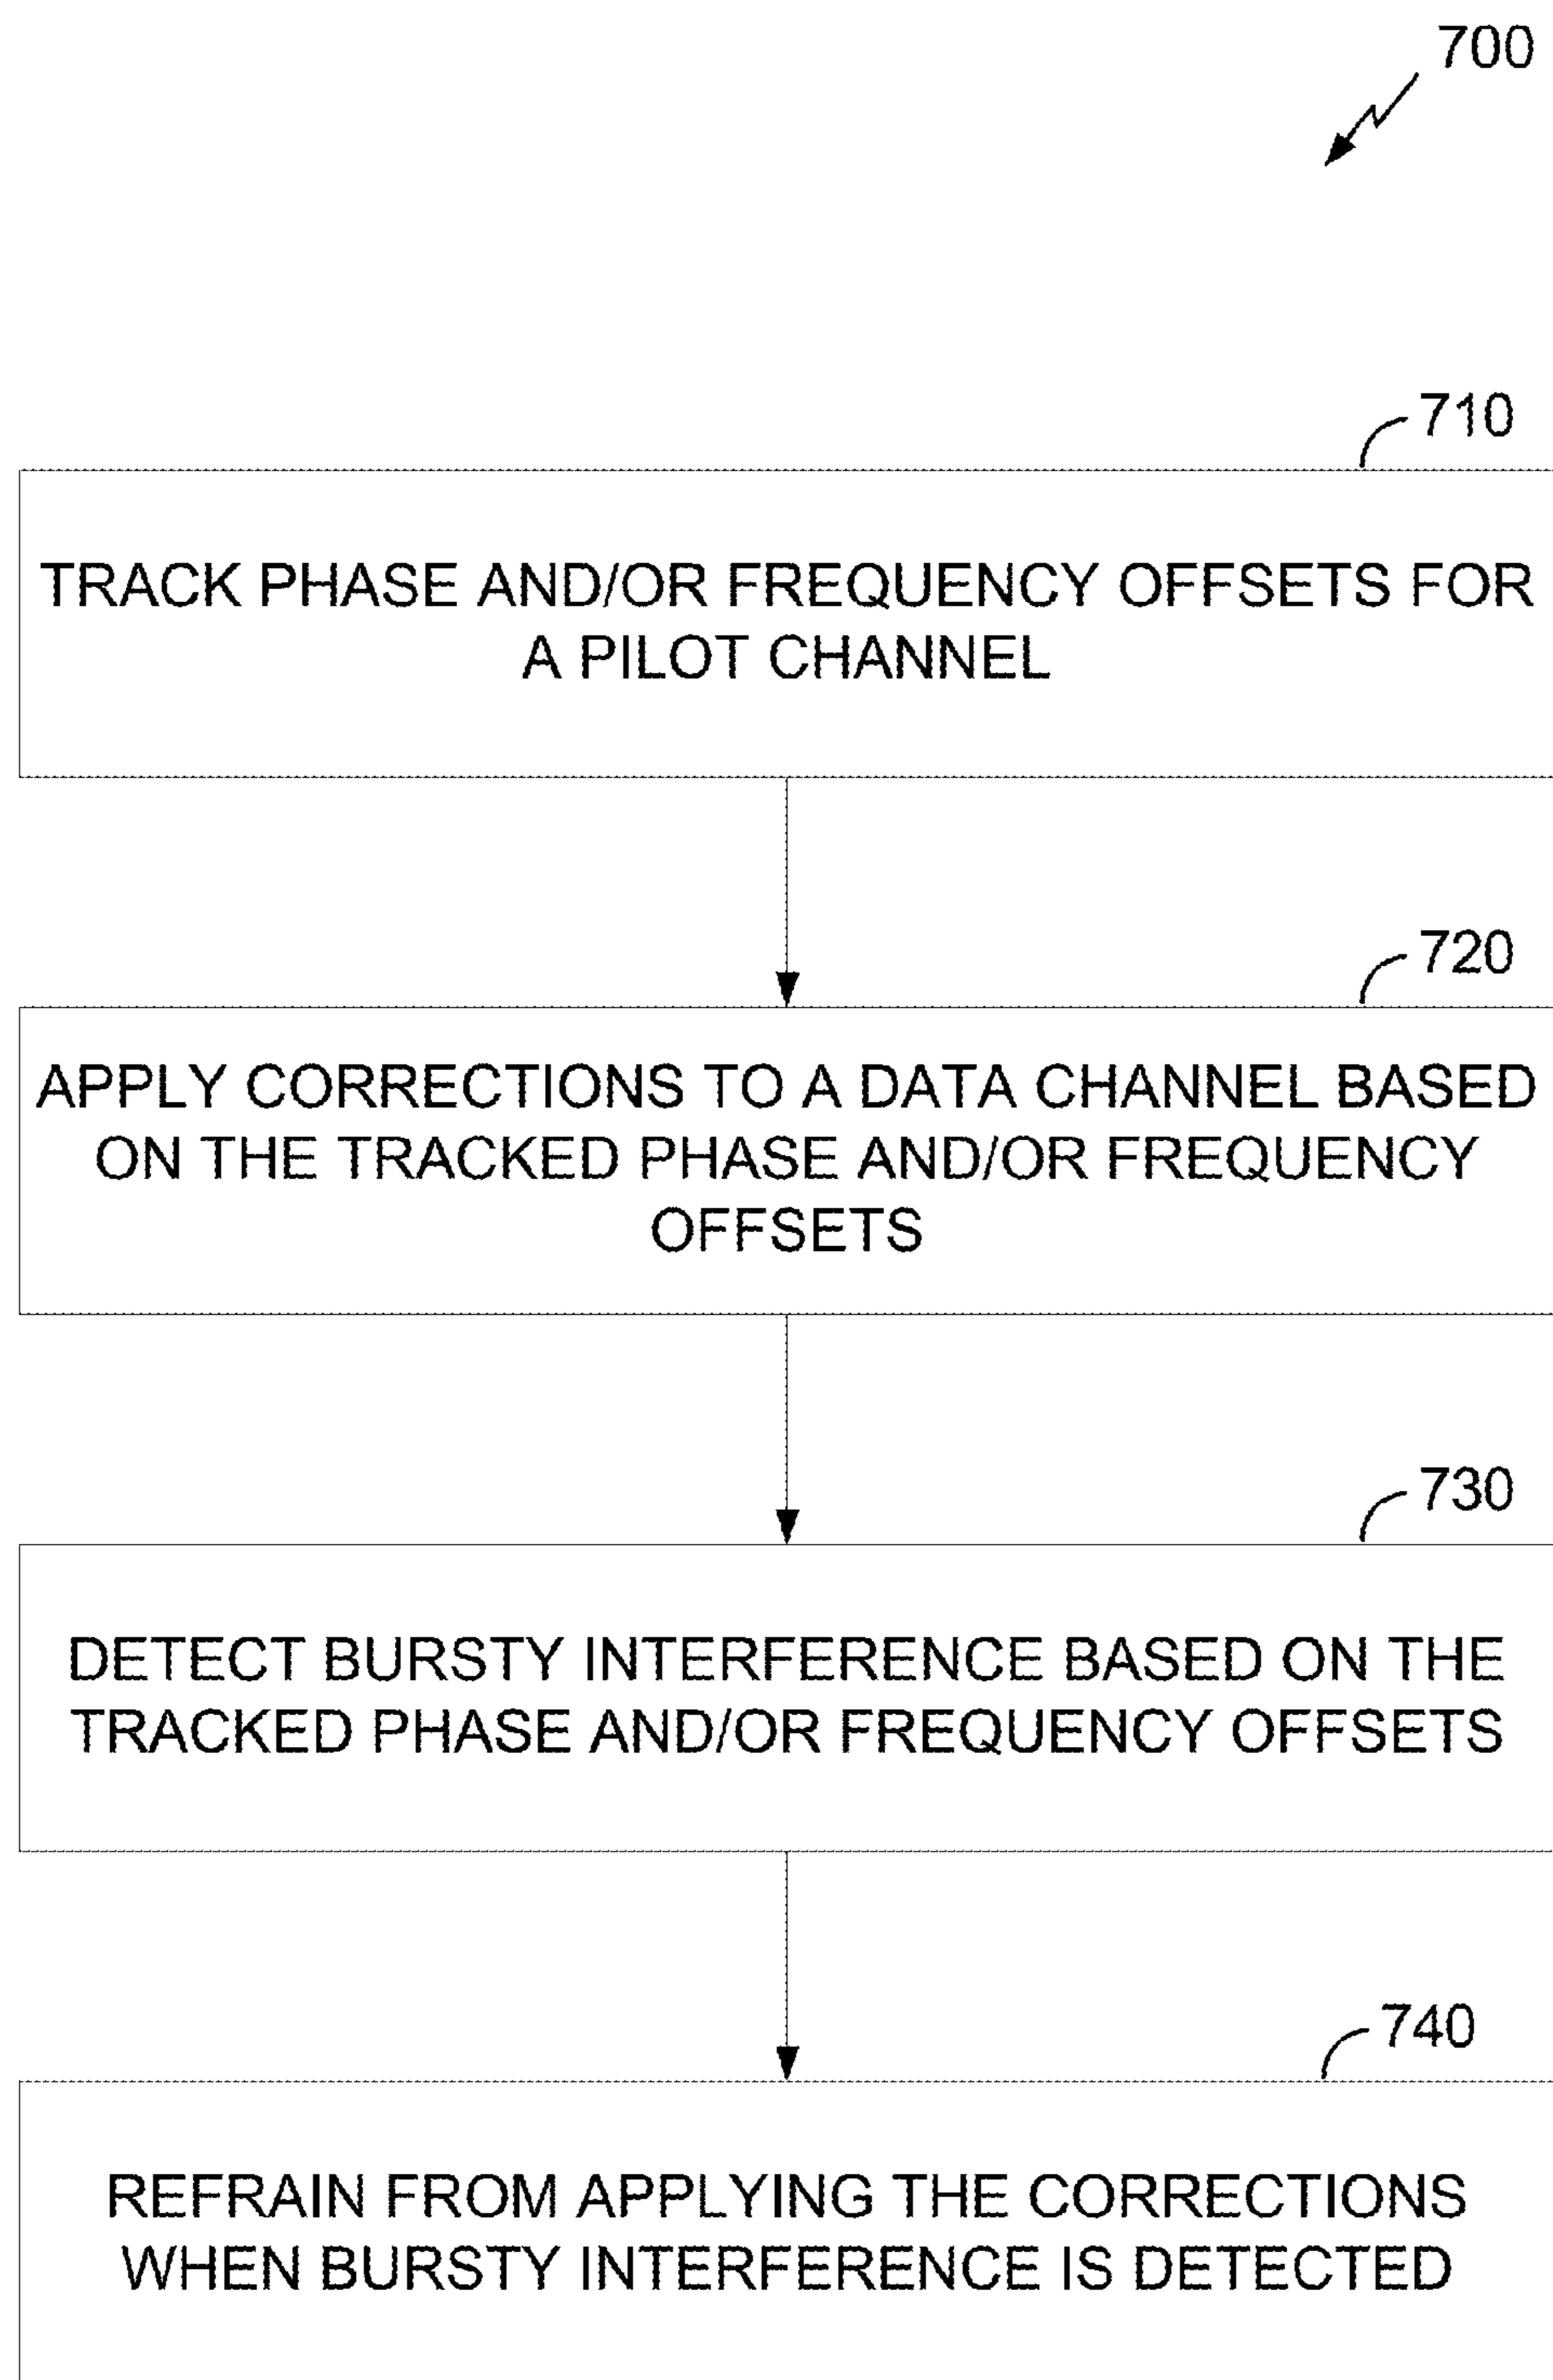 700
710
TRACK PHASE AND/OR FREQUENCY OFFSETS FOR
A PILOT CHANNEL
720
APPLY CORRECTIONS TO A DATA CHANNEL BASED
ON THE TRACKED PHASE AND/OR FREQUENCY
OFFSETS
730
DETECT BURSTY INTERFERENCE BASED ON THE
TRACKED PHASE AND/OR FREQUENCY OFFSETS
740
REFRAIN FROM APPLYING THE CORRECTIONS
WHEN BURSTY INTERFERENCE IS DETECTED